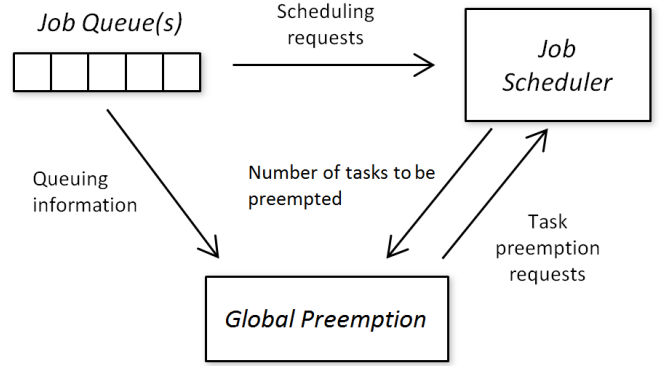 Job Queue(s)
Scheduling
requests
Job
Scheduler
Queuing
information
Number of tasks to be
preempted
Task
preemption
requests
Global Preemption